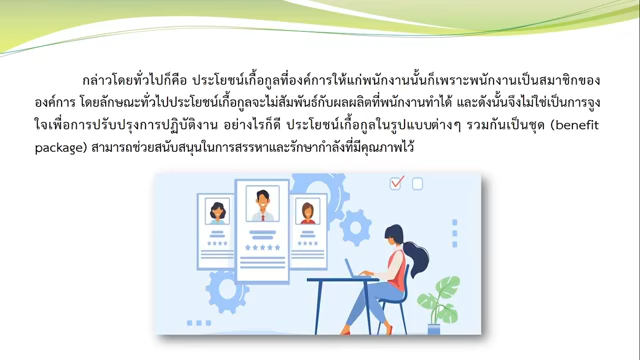 กล่าวโดยทั่วไปก็คือ ประโยชน์เกื้อกูลที่องค์การให้แก่พนักงานนั้นก็เพราะพนักงานเป็นสมาชิกของ
องค์การ โดยลักษณะทั่วไปประโยชน์เกื้อกูลจะไม่สัมพันธ์กับผลผลิตที่พนักงานทำได้ และดังนั้นจึงไม่ใช่เป็นการจูง
ใจเพื่อการปรับปรุงการปฏิบัติงาน อย่างไรก็ดี ประโยชน์เกื้อกูลในรูปแบบต่างๆ รวมกันเป็นชุด (benefit
package) สามารถช่วยสนับสนุนในการสรรหาและรักษากำลังที่มีคุณภาพไว้